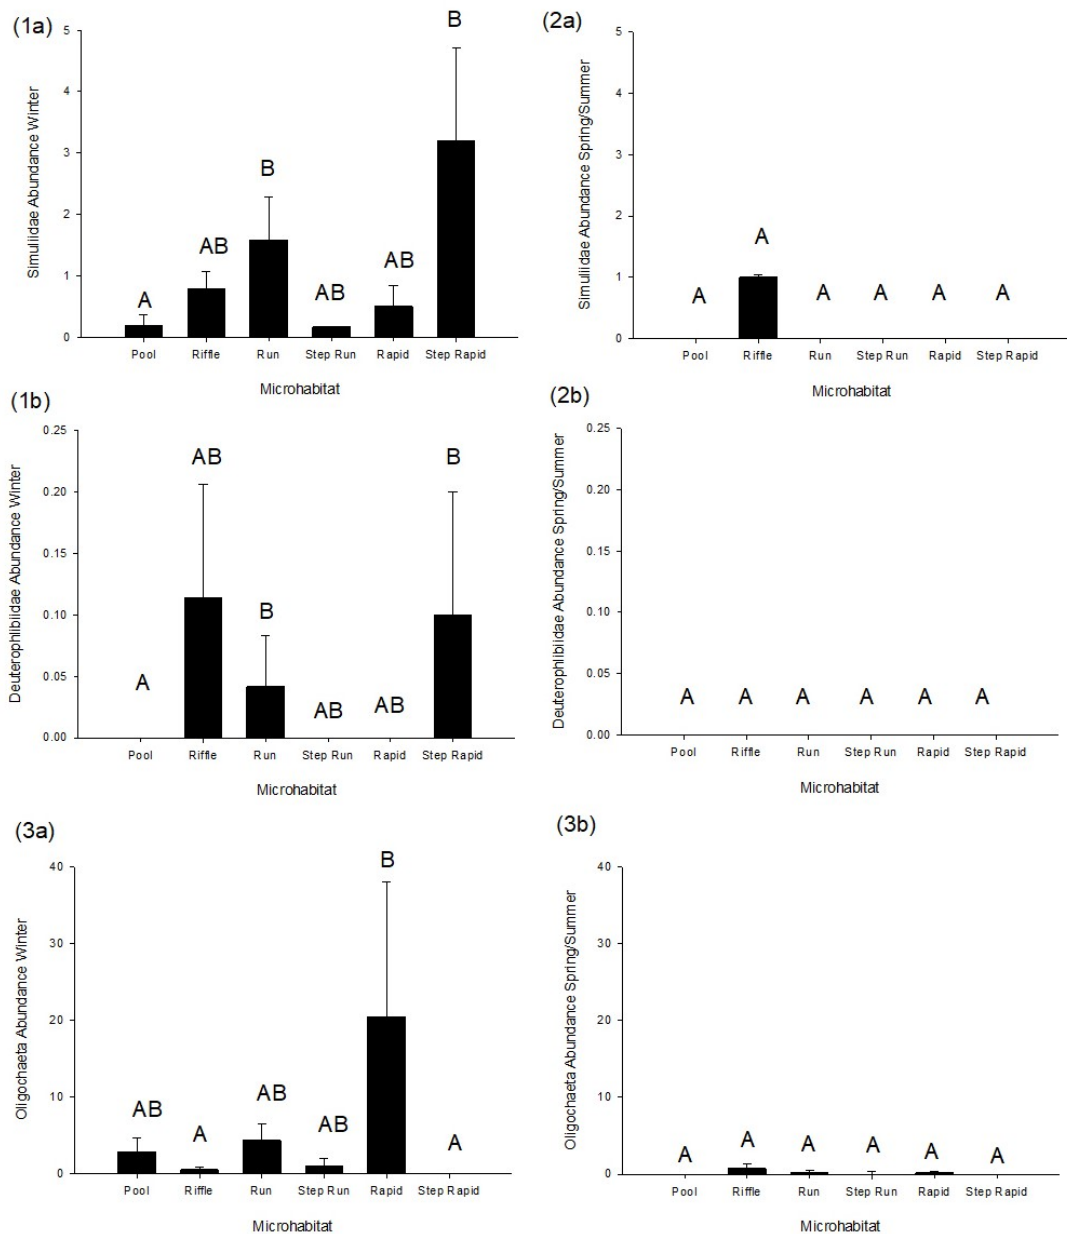 (1a)
Simuliidae Abundance Winter
5
4
3
2
1
0
A
AB
B
AB
AB
B
Pool Riffle Run Step Run Rapid Step Rapid
Microhabitat
(2a)
Simuliidae Abundance Spring/Summer
5
4
3
2
1
0
A
A
A
A
A
A
Pool Riffle Run Step Run Rapid Step Rapid
Microhabitat
(1b)
Deuterophlibiidae Abundance Winter
0.25
0.20
0.15
0.10
0.05
0.00
A
AB
B
AB
AB
B
Pool Riffle Run Step Run Rapid Step Rapid
Microhabitat
(2b)
Deuterophlibiidae Abundance Spring/Summer
0.25
0.20
0.15
0.10
0.05
0.00
A A A A A A
Pool Riffle Run Step Run Rapid Step Rapid
Microhabitat
(3a)
Oligochaeta Abundance Winter
40
30
20
10
0
AB
A
AB
AB
B
A
Pool Riffle Run Step Run Rapid Step Rapid
Microhabitat
(3b)
Oligochaeta Abundance Spring/Summer
40
30
20
10
0
A A A A A A
Pool Riffle Run Step Run Rapid Step Rapid
Microhabitat